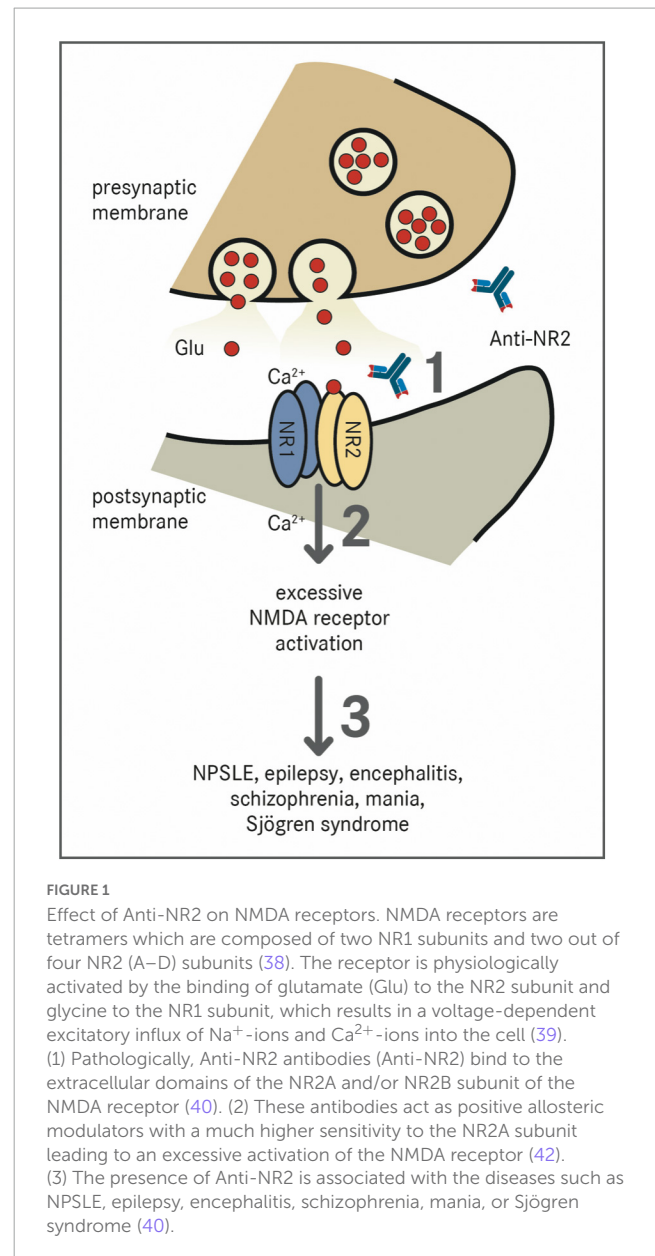 presynaptic
membrane
Glu
Anti-NR2
1
Ca²⁺
NR1
NR2
postsynaptic
membrane
Ca²⁺
2
excessive
NMDA receptor
activation
3
NPSLE, epilepsy, encephalitis,
schizophrenia, mania,
Sjögren syndrome
FIGURE 1
Effect of Anti-NR2 on NMDA receptors. NMDA receptors are
tetramers which are composed of two NR1 subunits and two out of
four NR2 (A–D) subunits (38). The receptor is physiologically
activated by the binding of glutamate (Glu) to the NR2 subunit and
glycine to the NR1 subunit, which results in a voltage-dependent
excitatory influx of Na⁺-ions and Ca²⁺-ions into the cell (39).
(1) Pathologically, Anti-NR2 antibodies (Anti-NR2) bind to the
extracellular domains of the NR2A and/or NR2B subunit of the
NMDA receptor (40). (2) These antibodies act as positive allosteric
modulators with a much higher sensitivity to the NR2A subunit
leading to an excessive activation of the NMDA receptor (42).
(3) The presence of Anti-NR2 is associated with the diseases such as
NPSLE, epilepsy, encephalitis, schizophrenia, mania, or Sjögren
syndrome (40).